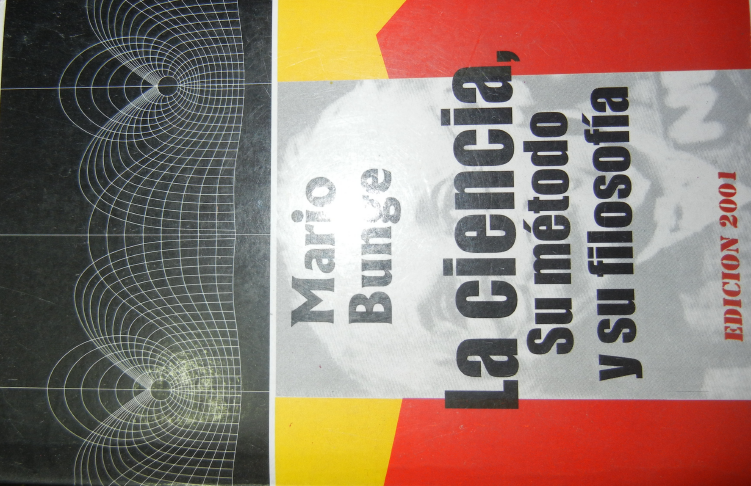 Mario
Bunge
La ciencia,
Su método
y su filosofía
EDICION 2001